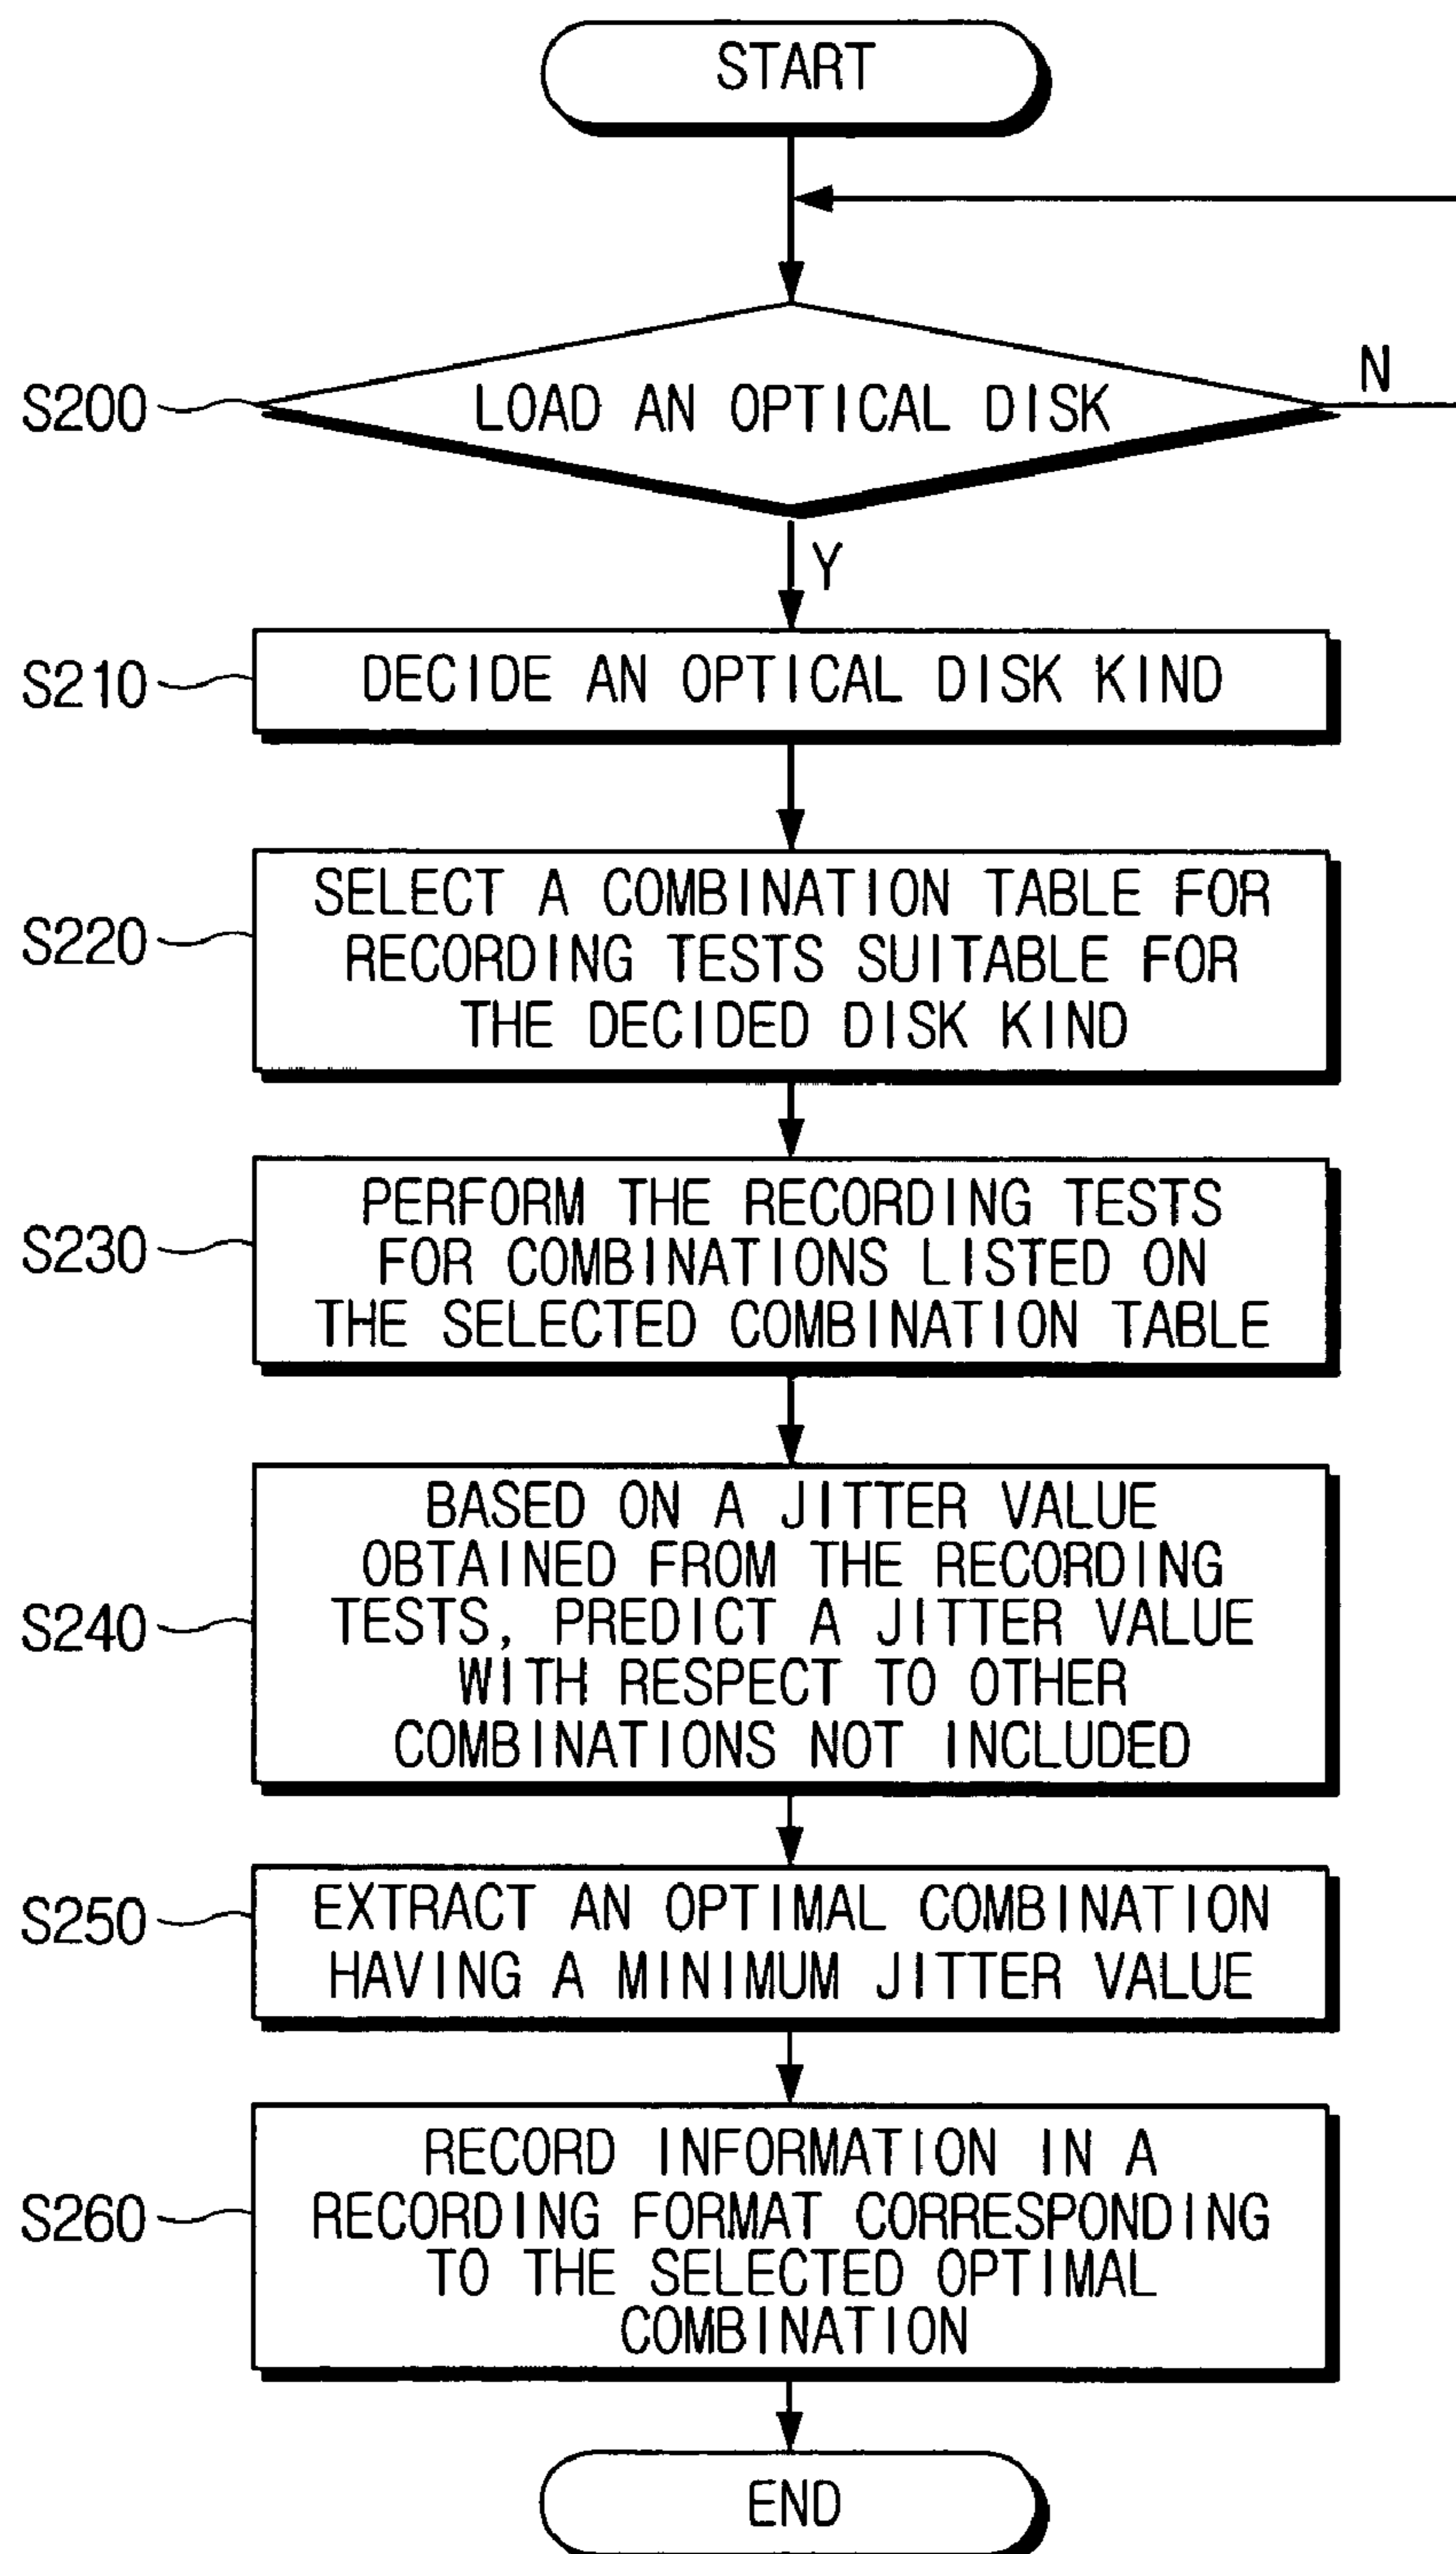 START
S200
LOAD AN OPTICAL DISK
N
Y
S210
DECIDE AN OPTICAL DISK KIND
S220
SELECT A COMBINATION TABLE FOR
RECORDING TESTS SUITABLE FOR
THE DECIDED DISK KIND
S230
PERFORM THE RECORDING TESTS
FOR COMBINATIONS LISTED ON
THE SELECTED COMBINATION TABLE
S240
BASED ON A JITTER VALUE
OBTAINED FROM THE RECORDING
TESTS, PREDICT A JITTER VALUE
WITH RESPECT TO OTHER
COMBINATIONS NOT INCLUDED
S250
EXTRACT AN OPTIMAL COMBINATION
HAVING A MINIMUM JITTER VALUE
S260
RECORD INFORMATION IN A
RECORDING FORMAT CORRESPONDING
TO THE SELECTED OPTIMAL
COMBINATION
END